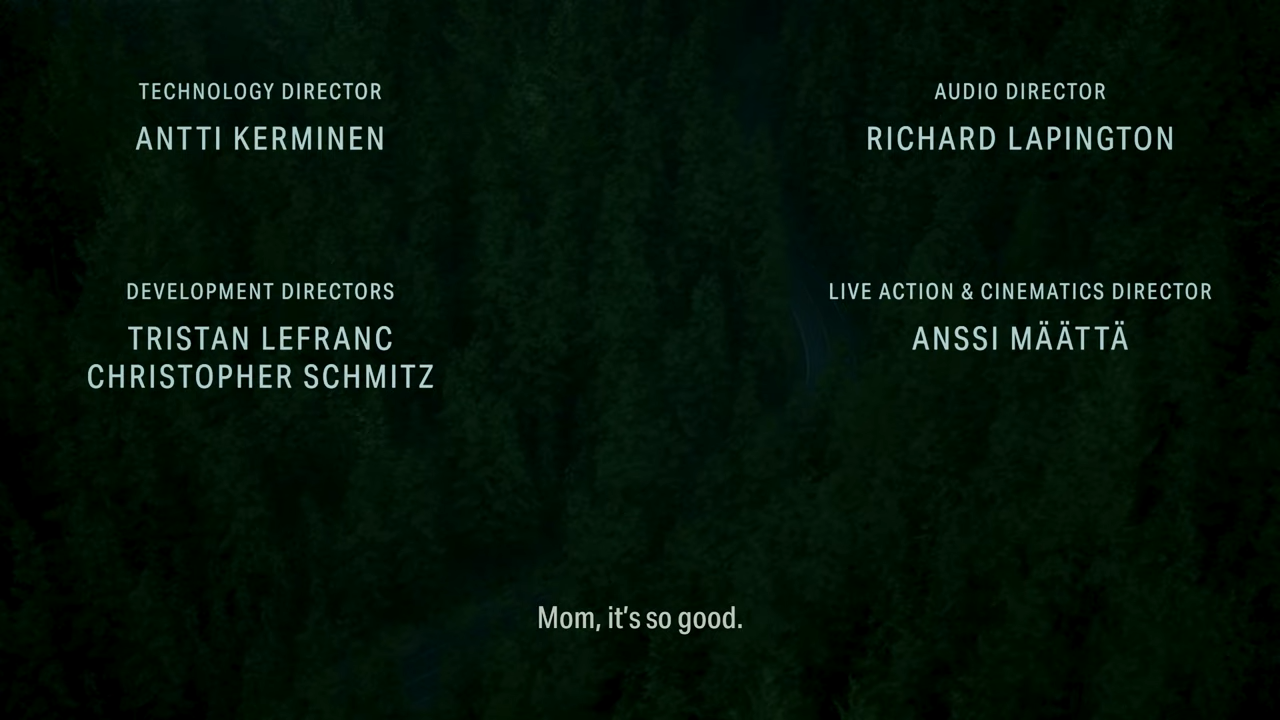 TECHNOLOGY DIRECTOR
ANTTI KERMINEN
AUDIO DIRECTOR
RICHARD LAPINGTON
DEVELOPMENT DIRECTORS
TRISTAN LEFRANC
CHRISTOPHER SCHMITZ
LIVE ACTION & CINEMATICS DIRECTOR
ANSSI MÄÄTTÄ
Mom, it's so good.